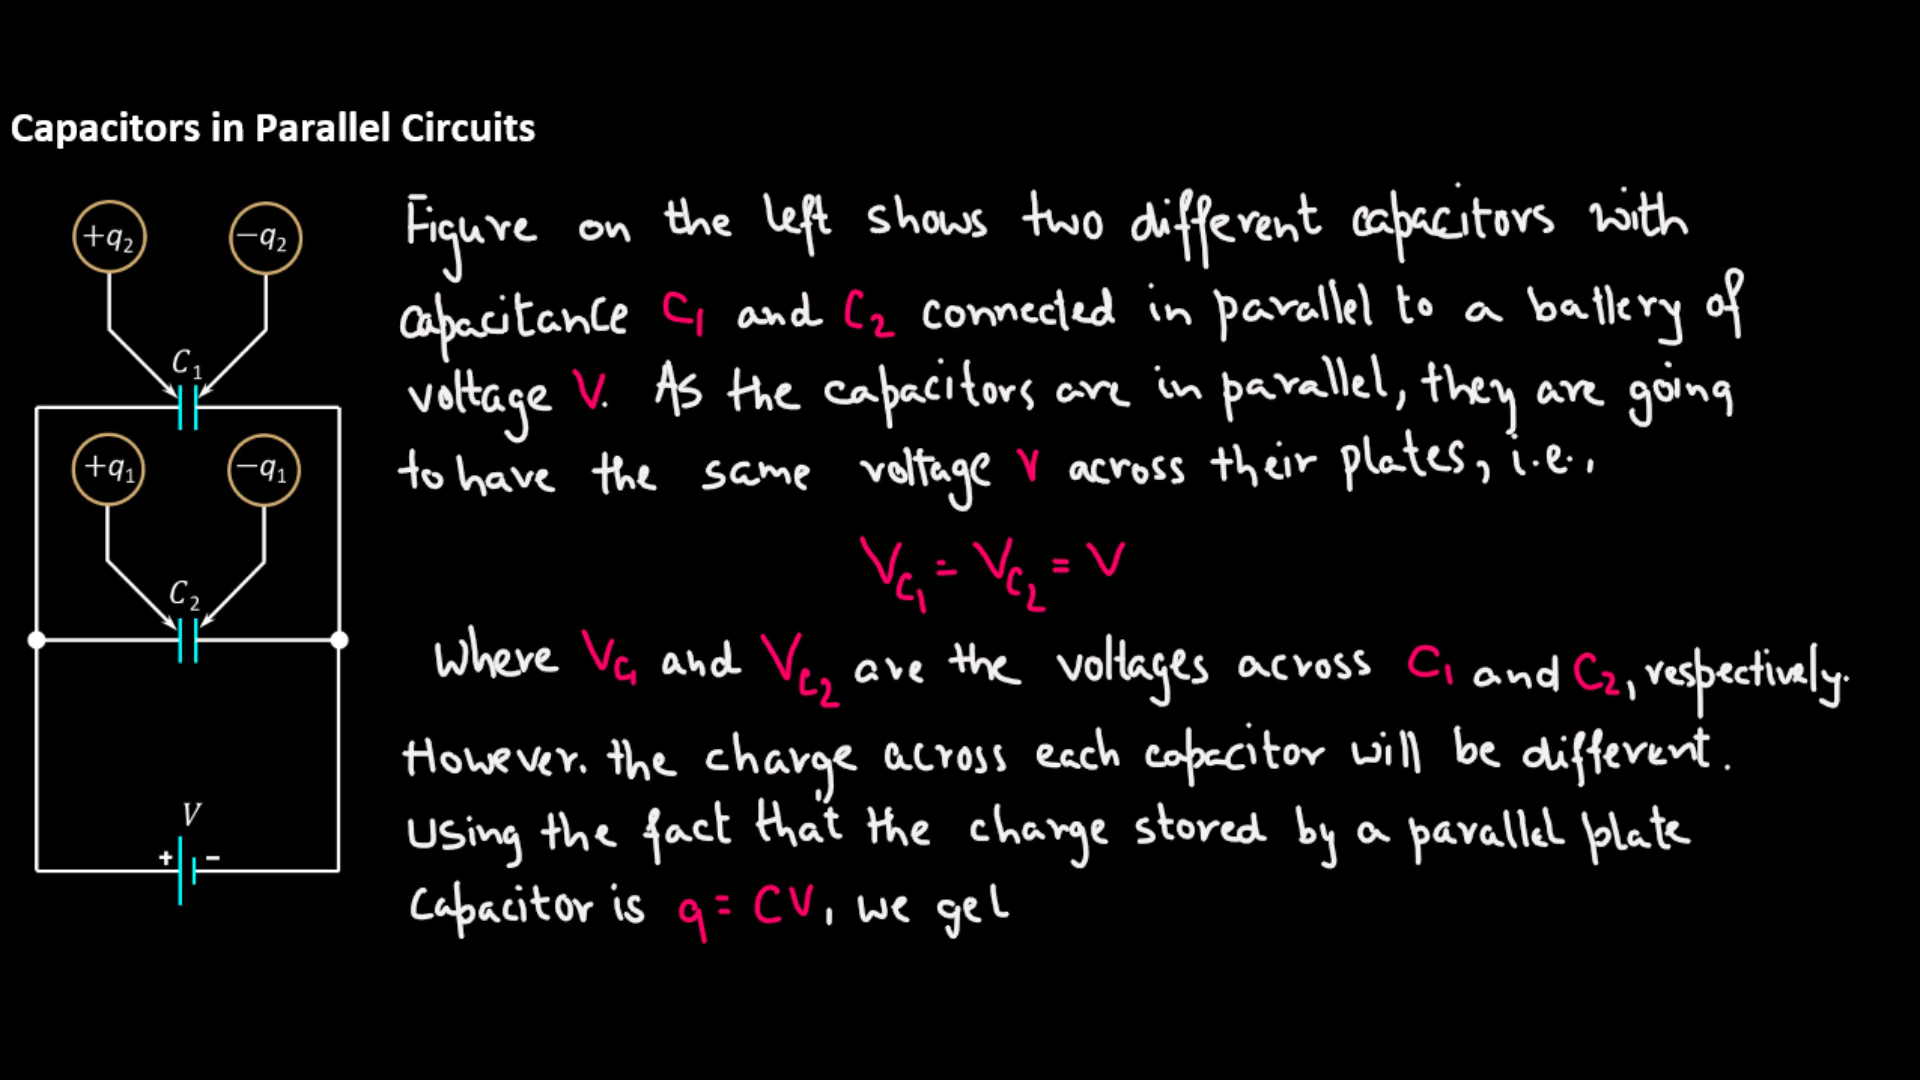 Capacitors in Parallel Circuits
+q₂ −q₂
C₁
+q₁ −q₁
C₂
V
+ −
Figure on the left shows two different capacitors with
capacitance C₁ and C₂ connected in parallel to a battery of
voltage V. As the capacitors are in parallel, they are going
to have the same voltage V across their plates, i.e.,
V_C₁ = V_C₂ = V
Where V_C₁ and V_C₂ are the voltages across C₁ and C₂, respectively.
However, the charge across each capacitor will be different.
Using the fact that the charge stored by a parallel plate
Capacitor is q = CV, we get